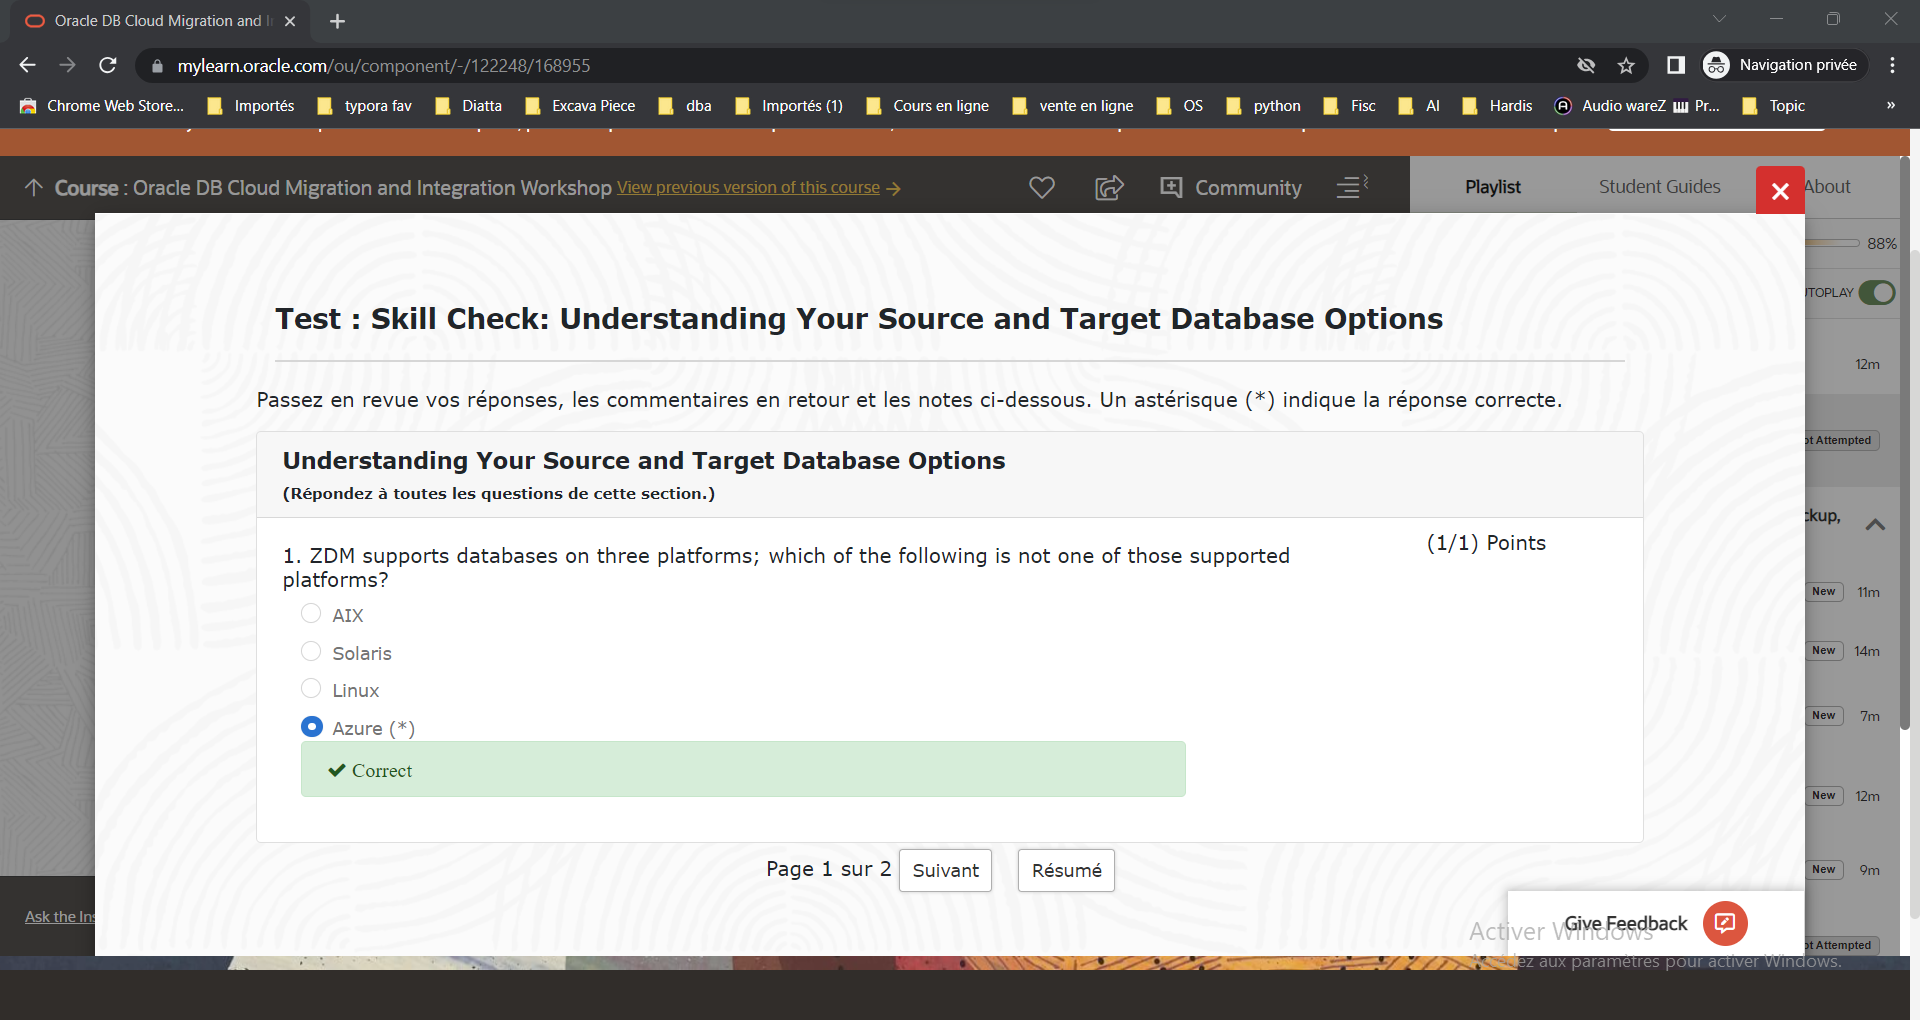 Oracle DB Cloud Migration and I
mylearn.oracle.com/ou/component/-/122248/168955
Navigation privée
Chrome Web Store... Importés typora fav Diatta Excava Piece dba Importés (1) Cours en ligne vente en ligne OS python Fisc AI Hardis Audio wareZ Pr... Topic »
Course : Oracle DB Cloud Migration and Integration Workshop View previous version of this course →
Community
Playlist Student Guides About
88%
TOPLAY
12m
Test : Skill Check: Understanding Your Source and Target Database Options
Passez en revue vos réponses, les commentaires en retour et les notes ci-dessous. Un astérisque (*) indique la réponse correcte.
ot Attempted
Understanding Your Source and Target Database Options
(Répondez à toutes les questions de cette section.)
ckup,
1. ZDM supports databases on three platforms; which of the following is not one of those supported
platforms?
(1/1) Points
AIX
Solaris
Linux
Azure (*)
Correct
New 11m
New 14m
New 7m
New 12m
New 9m
Page 1 sur 2 Suivant Résumé
Ask the Ins
Give Feedback
Activer Windows
ez aux paramètres pour activer Windows.
ot Attempted